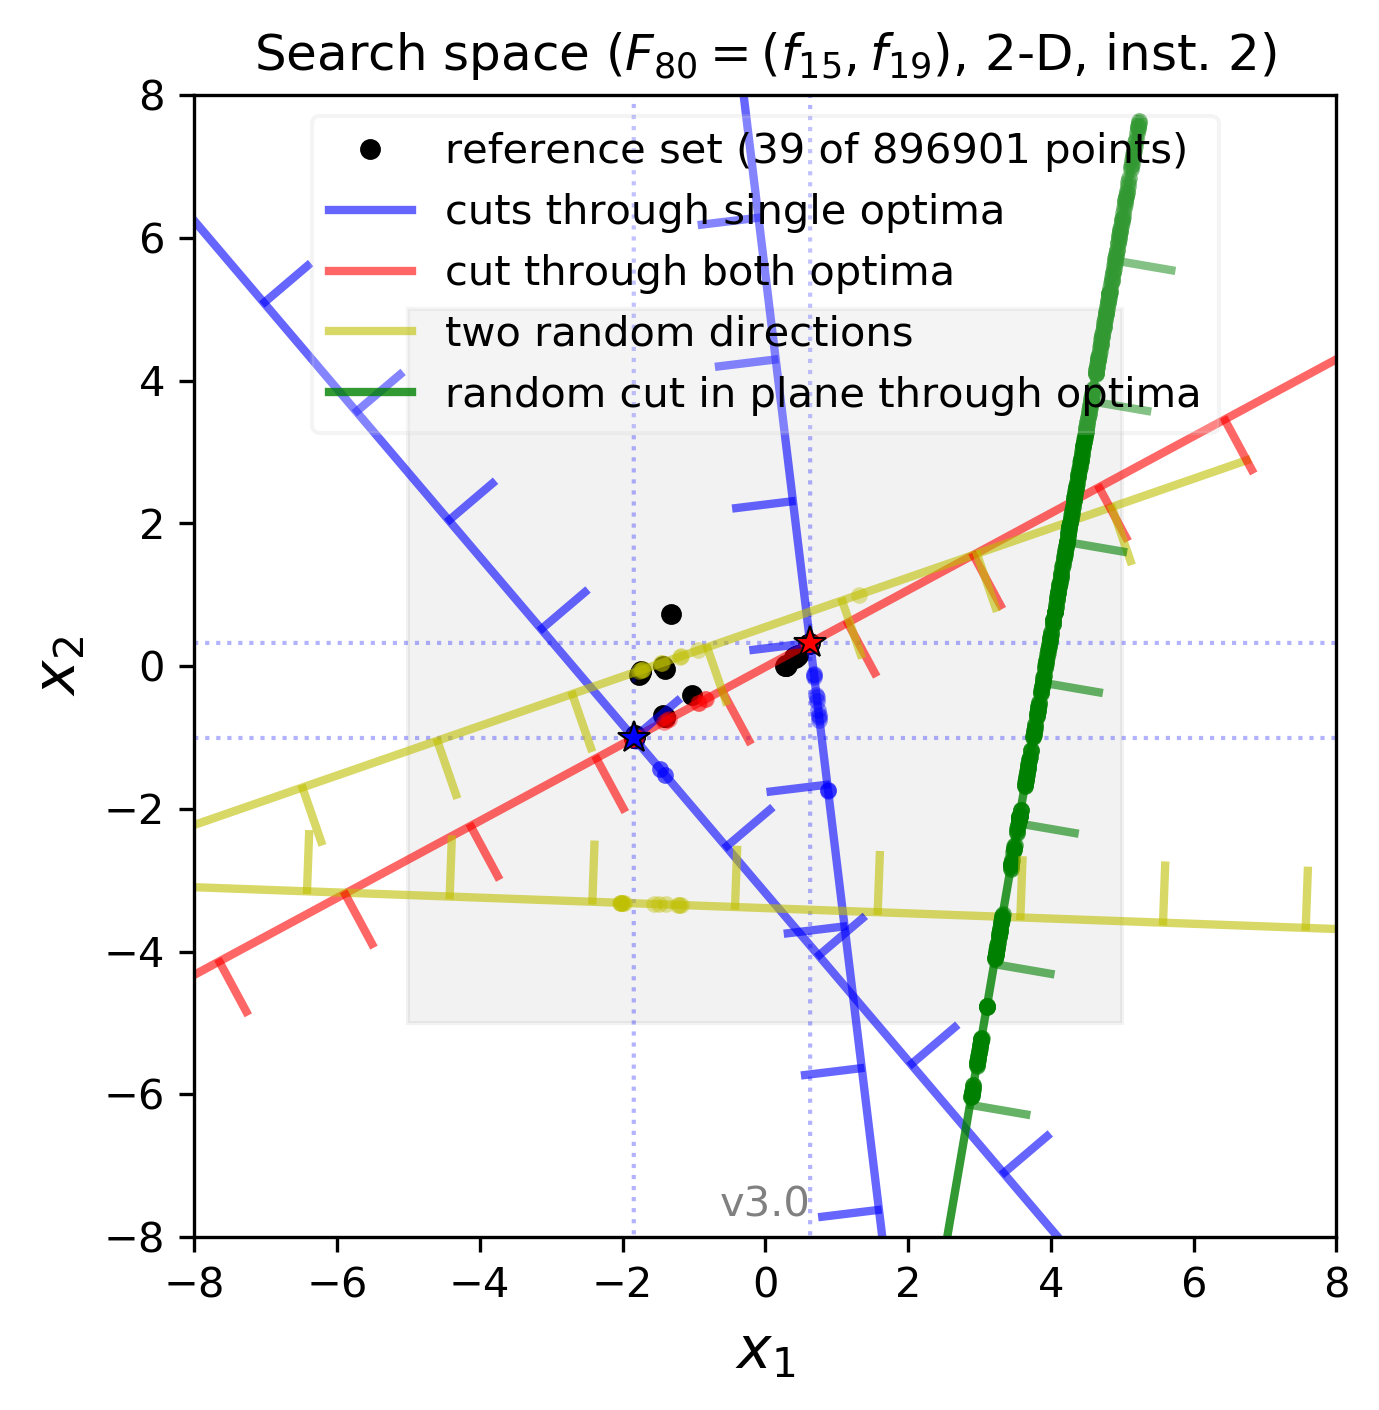 Search space (F₈₀ = (f₁₅, f₁₉), 2-D, inst. 2)
reference set (39 of 896901 points)
cuts through single optima
cut through both optima
two random directions
random cut in plane through optima
8
6
4
2
0
−2
−4
−6
−8
x₂
v3.0
−8 −6 −4 −2 0 2 4 6 8
x₁